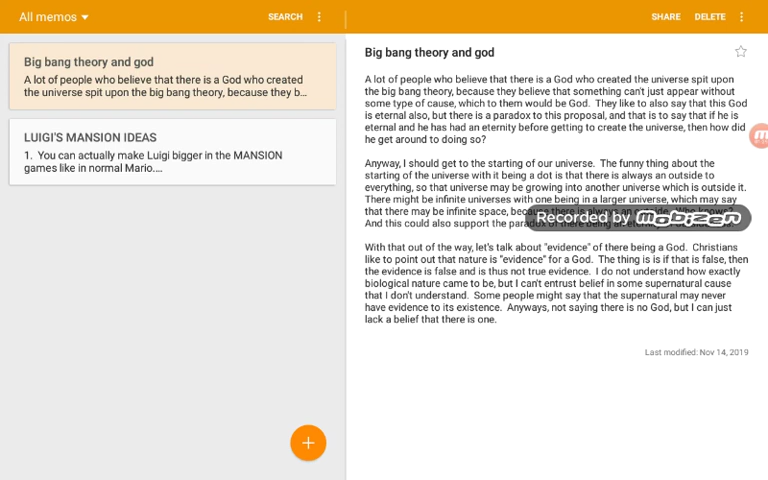 All memos
SEARCH
SHARE
DELETE
Big bang theory and god
A lot of people who believe that there is a God who created
the universe spit upon the big bang theory, because they b...
LUIGI'S MANSION IDEAS
1. You can actually make Luigi bigger in the MANSION
games like in normal Mario....
Big bang theory and god
A lot of people who believe that there is a God who created the universe spit upon
the big bang theory, because they believe that something can't just appear without
some type of cause, which to them would be God. They like to also say that this God
is eternal also, but there is a paradox to this proposal, and that is to say that if he is
eternal and he has had an eternity before getting to create the universe, then how did
he get around to doing so?
Anyway, I should get to the starting of our universe. The funny thing about the
starting of the universe with it being a dot is that there is always an outside to
everything, so that universe may be growing into another universe which is outside it.
There might be infinite universes with one being in a larger universe, which may say
that there may be infinite space, because there is always an outside. Who knows?
And this could also support the paradox of there being an
Recorded by MOBIZEN
With that out of the way, let's talk about "evidence" of there being a God. Christians
like to point out that nature is "evidence" for a God. The thing is is if that is false, then
the evidence is false and is thus not true evidence. I do not understand how exactly
biological nature came to be, but I can't entrust belief in some supernatural cause
that I don't understand. Some people might say that the supernatural may never
have evidence to its existence. Anyways, not saying there is no God, but I can just
lack a belief that there is one.
Last modified: Nov 14, 2019